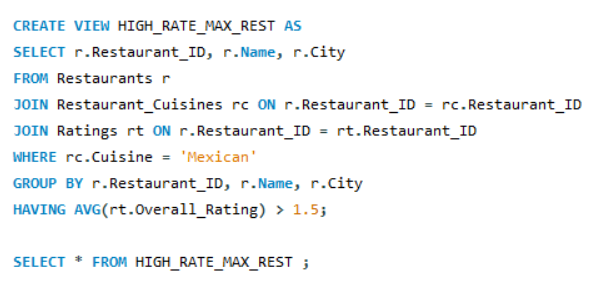 CREATE VIEW HIGH_RATE_MAX_REST AS
SELECT r.Restaurant_ID, r.Name, r.City
FROM Restaurants r
JOIN Restaurant_Cuisines rc ON r.Restaurant_ID = rc.Restaurant_ID
JOIN Ratings rt ON r.Restaurant_ID = rt.Restaurant_ID
WHERE rc.Cuisine = 'Mexican'
GROUP BY r.Restaurant_ID, r.Name, r.City
HAVING AVG(rt.Overall_Rating) > 1.5;
SELECT * FROM HIGH_RATE_MAX_REST ;